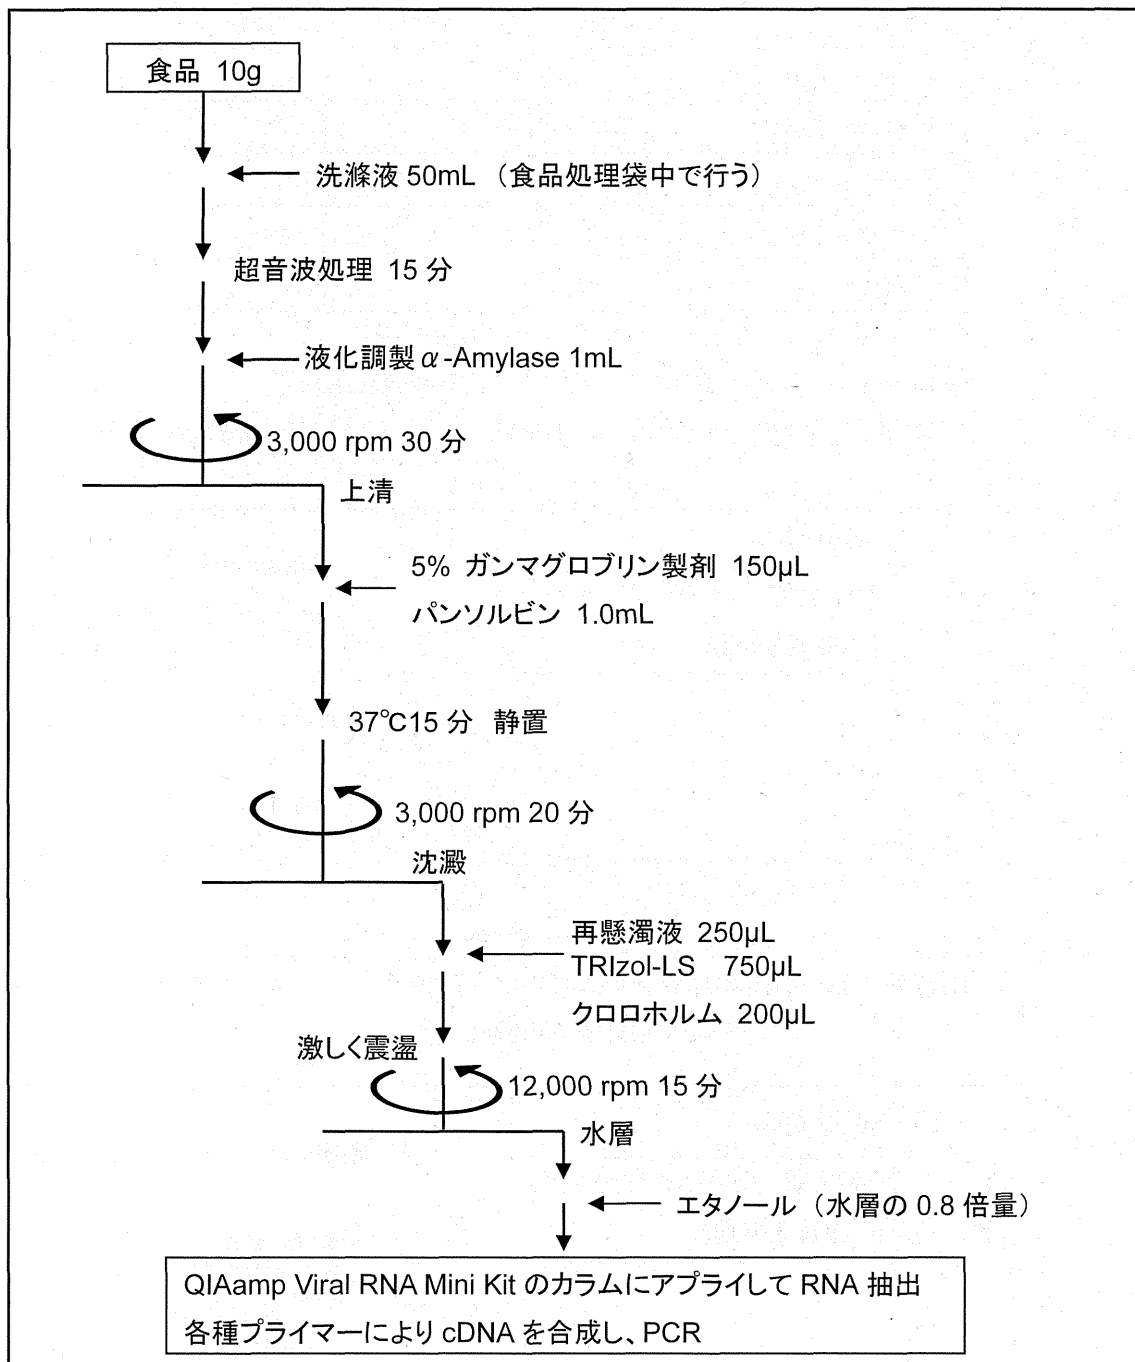 食品 10g
洗滌液 50mL （食品処理袋中で行う）
超音波処理 15 分
液化調製α-Amylase 1mL
3,000 rpm 30 分
上清
5% ガンマグロブリン製剤 150µL
パンソルビン 1.0mL
37℃15 分 静置
3,000 rpm 20 分
沈澱
再懸濁液 250µL
TRIzol-LS 750µL
クロロホルム 200µL
激しく震盪
12,000 rpm 15 分
水層
エタノール （水層の 0.8 倍量）
QIAamp Viral RNA Mini Kit のカラムにアプライして RNA 抽出
各種プライマーにより cDNA を合成し、PCR